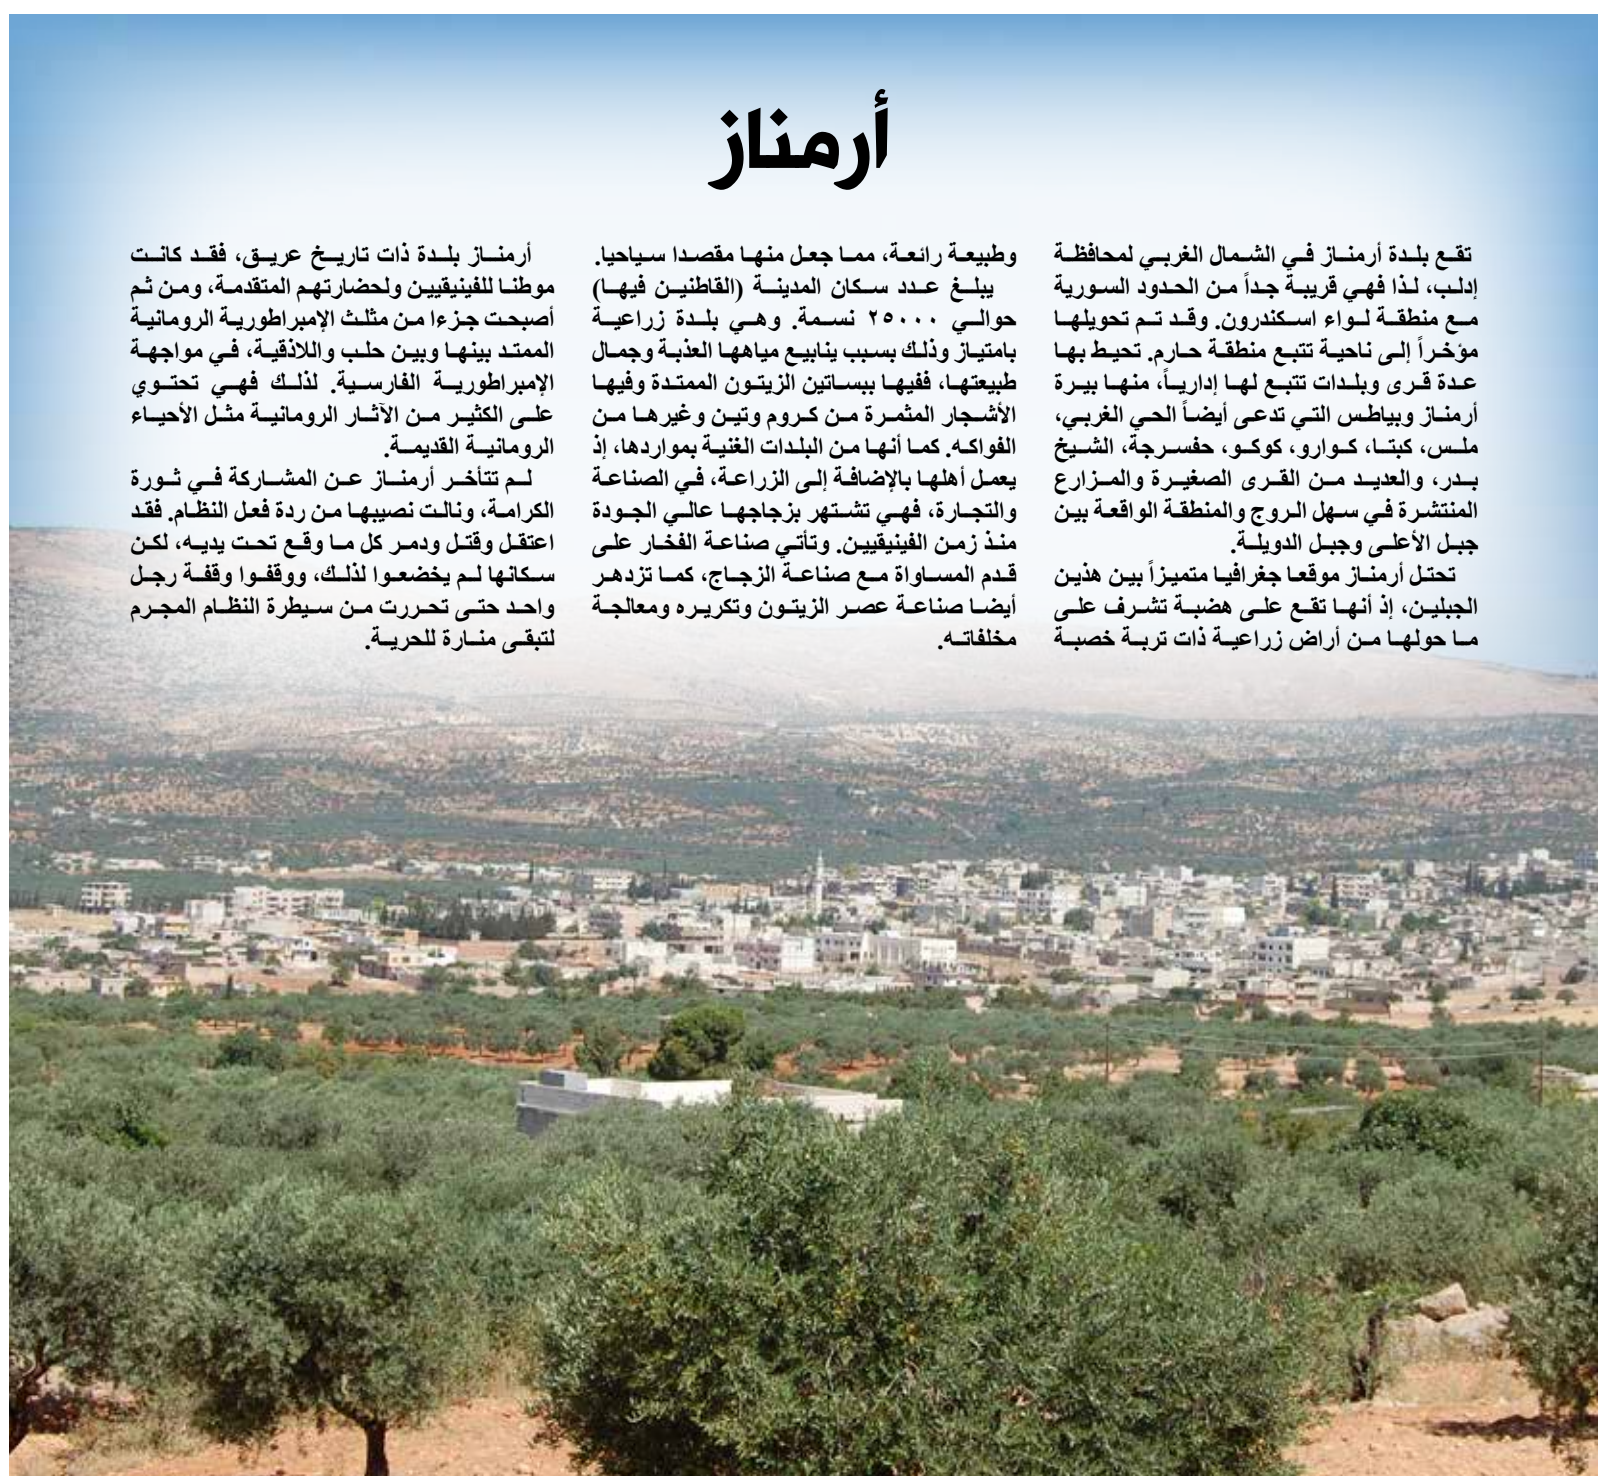 أرمناز
تقع بلدة أرمناز في الشمال الغربي لمحافظة
إدلب، لذا فهي قريبة جداً من الحدود السورية
مع منطقة لواء اسكندرون. وقد تم تحويلها
مؤخراً إلى ناحية تتبع منطقة حارم. تحيط بها
عدة قرى وبلدات تتبع لها إدارياً، منها بيرة
أرمناز وبياطس التي تدعى أيضاً الحي الغربي،
ملس، كبتا، كوارو، كوكو، حفسرجة، الشيخ
بدر، والعديد من القرى الصغيرة والمزارع
المنتشرة في سهل الروج والمنطقة الواقعة بين
جبل الأعلى وجبل الدويلة.
تحتل أرمناز موقعا جغرافيا متميزاً بين هذين
الجبلين، إذ أنها تقع على هضبة تشرف على
ما حولها من أراض زراعية ذات تربة خصبة
وطبيعة رائعة، مما جعل منها مقصدا سياحيا.
يبلغ عدد سكان المدينة (القاطنين فيها)
حوالي ٢٥٠٠٠ نسمة. وهي بلدة زراعية
بامتياز وذلك بسبب ينابيع مياهها العذبة وجمال
طبيعتها، ففيها ببساتين الزيتون الممتدة وفيها
الأشجار المثمرة من كروم وتين وغيرها من
الفواكه. كما أنها من البلدات الغنية بمواردها، إذ
يعمل أهلها بالإضافة إلى الزراعة، في الصناعة
والتجارة، فهي تشتهر بزجاجها عالي الجودة
منذ زمن الفينيقيين. وتأتي صناعة الفخار على
قدم المساواة مع صناعة الزجاج، كما تزدهر
أيضا صناعة عصر الزيتون وتكريره ومعالجة
مخلفاته.
أرمناز بلدة ذات تاريخ عريق، فقد كانت
موطنا للفينيقيين ولحضارتهم المتقدمة، ومن ثم
أصبحت جزءا من مثلث الإمبراطورية الرومانية
الممتد بينها وبين حلب واللاذقية، في مواجهة
الإمبراطورية الفارسية. لذلك فهي تحتوي
على الكثير من الآثار الرومانية مثل الأحياء
الرومانية القديمة.
لم تتأخر أرمناز عن المشاركة في ثورة
الكرامة، ونالت نصيبها من ردة فعل النظام. فقد
اعتقل وقتل ودمر كل ما وقع تحت يديه، لكن
سكانها لم يخضعوا لذلك، ووقفوا وقفة رجل
واحد حتى تحررت من سيطرة النظام المجرم
لتبقى منارة للحرية.